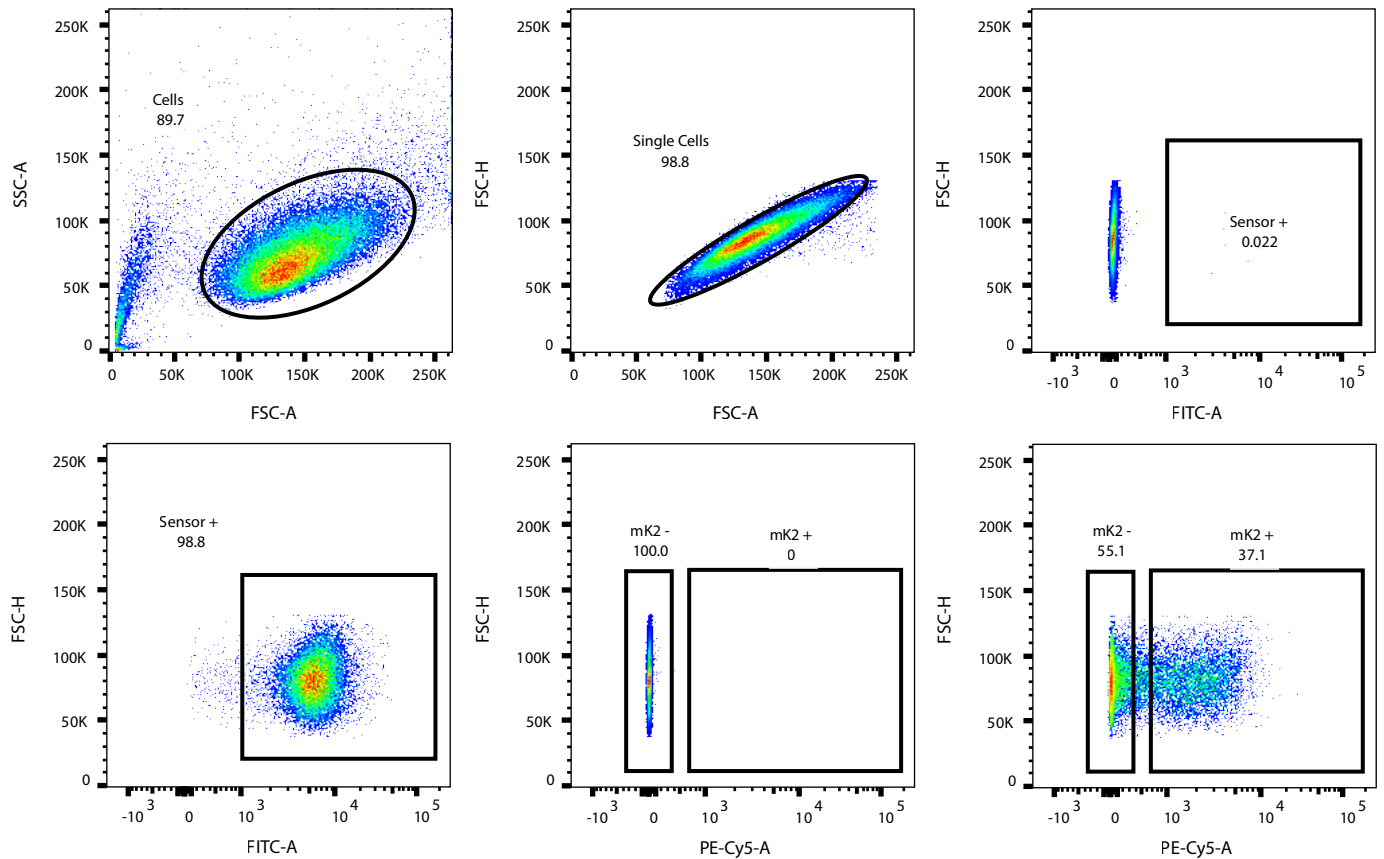 250K
200K
150K
100K
50K
0
SSC-A
Cells
89.7
0 50K 100K 150K 200K 250K
FSC-A
250K
200K
150K
100K
50K
0
FSC-H
Single Cells
98.8
0 50K 100K 150K 200K 250K
FSC-A
250K
200K
150K
100K
50K
0
FSC-H
Sensor +
0.022
-10 3 0 10 3 10 4 10 5
FITC-A
250K
200K
150K
100K
50K
0
FSC-H
Sensor +
98.8
-10 3 0 10 3 10 4 10 5
FITC-A
250K
200K
150K
100K
50K
0
FSC-H
mK2 -
100.0
mK2 +
0
-10 3 0 10 3 10 4 10 5
PE-Cy5-A
250K
200K
150K
100K
50K
0
FSC-H
mK2 -
55.1
mK2 +
37.1
-10 3 0 10 3 10 4 10 5
PE-Cy5-A